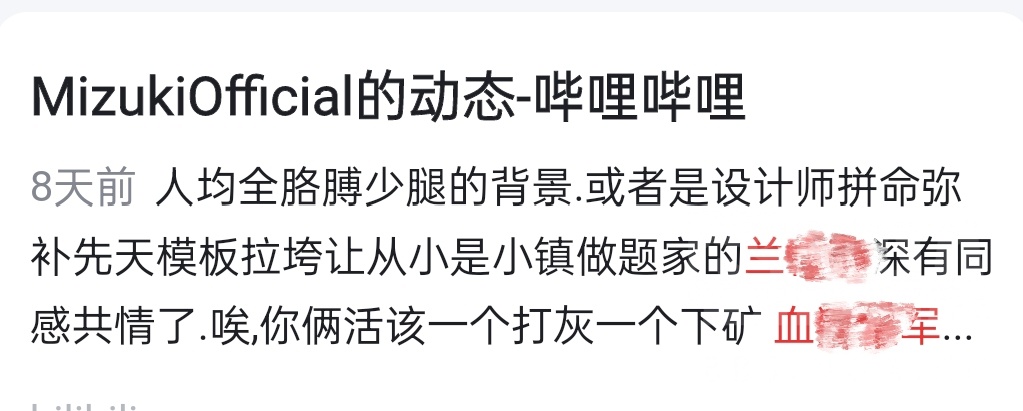 MizukiOfficial的动态-哔哩哔哩
8天前 人均全胳膊少腿的背景.或者是设计师拼命弥
补先天模板拉垮让从小是小镇做题家的兰 深有同
感共情了.唉,你俩活该一个打灰一个下矿 血 军...